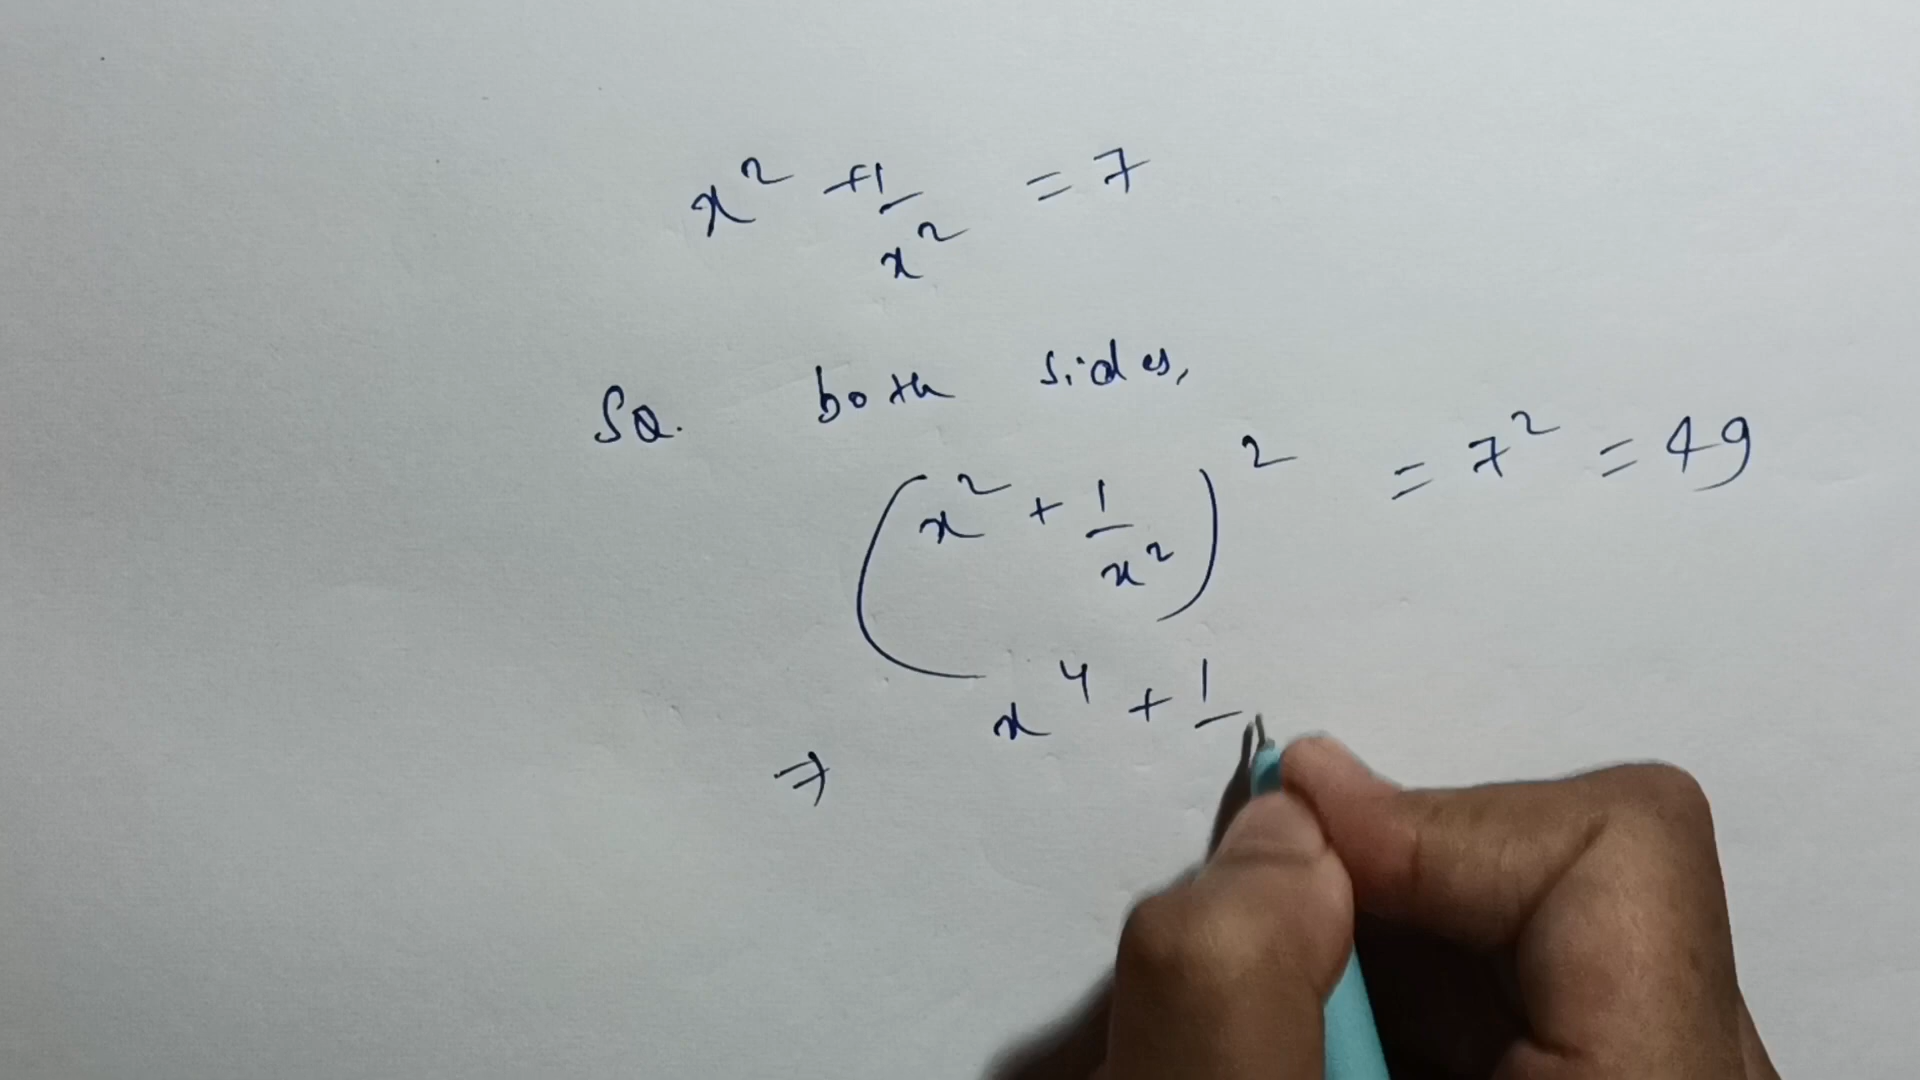 x² + 1/x² = 7
SQ. both sides,
(x² + 1/x²)² = 7² = 49
⇒ x⁴ + 1/